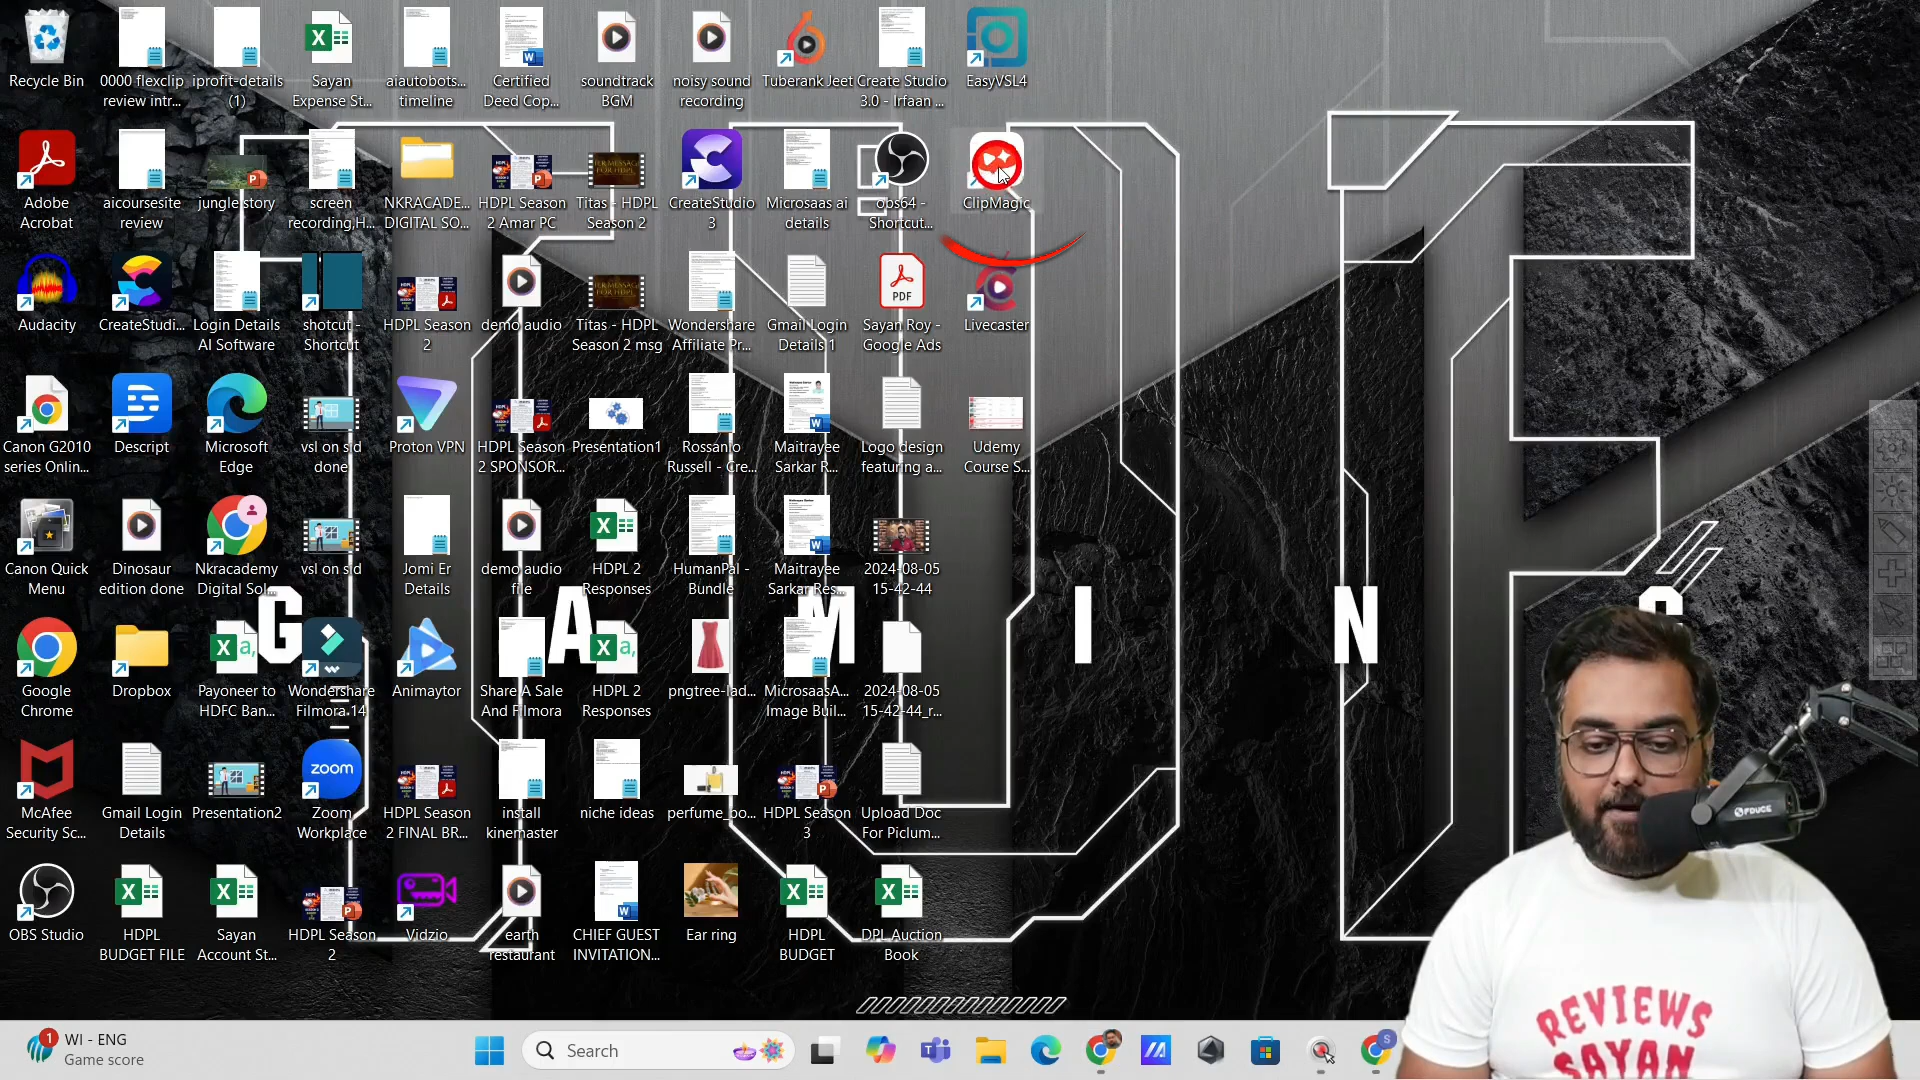 Recycle Bin
0000 flexclip
review intr...
iprofit-details
(1)
Sayan
Expense St...
aiautobots...
timeline
Certified
Deed Cop...
soundtrack
BGM
noisy sound
recording
Tuberank Jeet
Create Studio
3.0 - Irfaan ...
EasyVSL4
Adobe
Acrobat
aicoursesite
review
jungle story
screen
recording,H...
NKRACADE...
DIGITAL SO...
HDPL Season
2 Amar PC
Titas - HDPL
Season 2
CreateStudio
3
Microsaas ai
details
obs64 -
Shortcut...
ClipMagic
Audacity
CreateStudi...
Login Details
AI Software
shotcut -
Shortcut
HDPL Season
2
demo audio
Titas - HDPL
Season 2 msg
Wondershare
Affiliate Pr...
Gmail Login
Details 1
PDF
Sayan Roy -
Google Ads
Livecaster
Canon G2010
series Onlin...
Descript
Microsoft
Edge
vsl on sid
done
Proton VPN
HDPL Season
2 SPONSOR...
Presentation1
Rossario
Russell - Cre...
Maitrayee
Sarkar R...
Logo design
featuring a...
Udemy
Course S...
Canon Quick
Menu
Dinosaur
edition done
Nkracademy
Digital Sol...
vsl on sid
Jomi Er
Details
demo audio
file
HDPL 2
Responses
HumanPal -
Bundle
Maitrayee
Sarkar Res...
2024-08-05
15-42-44
G A M I N G
Google
Chrome
Dropbox
Payoneer to
HDFC Ban...
Wondershare
Filmora 14
Animaytor
Share A Sale
And Filmora
HDPL 2
Responses
pngtree-lad...
MicrosaasA...
Image Buil...
2024-08-05
15-42-44_r...
McAfee
Security Sc...
Gmail Login
Details
Presentation2
zoom
Zoom
Workplace
HDPL Season
2 FINAL BR...
install
kinemaster
niche ideas
perfume_bo...
HDPL Season
3
Upload Doc
For Piclum...
OBS Studio
HDPL
BUDGET FILE
Sayan
Account St...
HDPL Season
2
Vidzio
earth
restaurant
CHIEF GUEST
INVITATION...
Ear ring
HDPL
BUDGET
DPL Auction
Book
FDUCE
REVIEWS
SAYAN
1
WI - ENG
Game score
Search